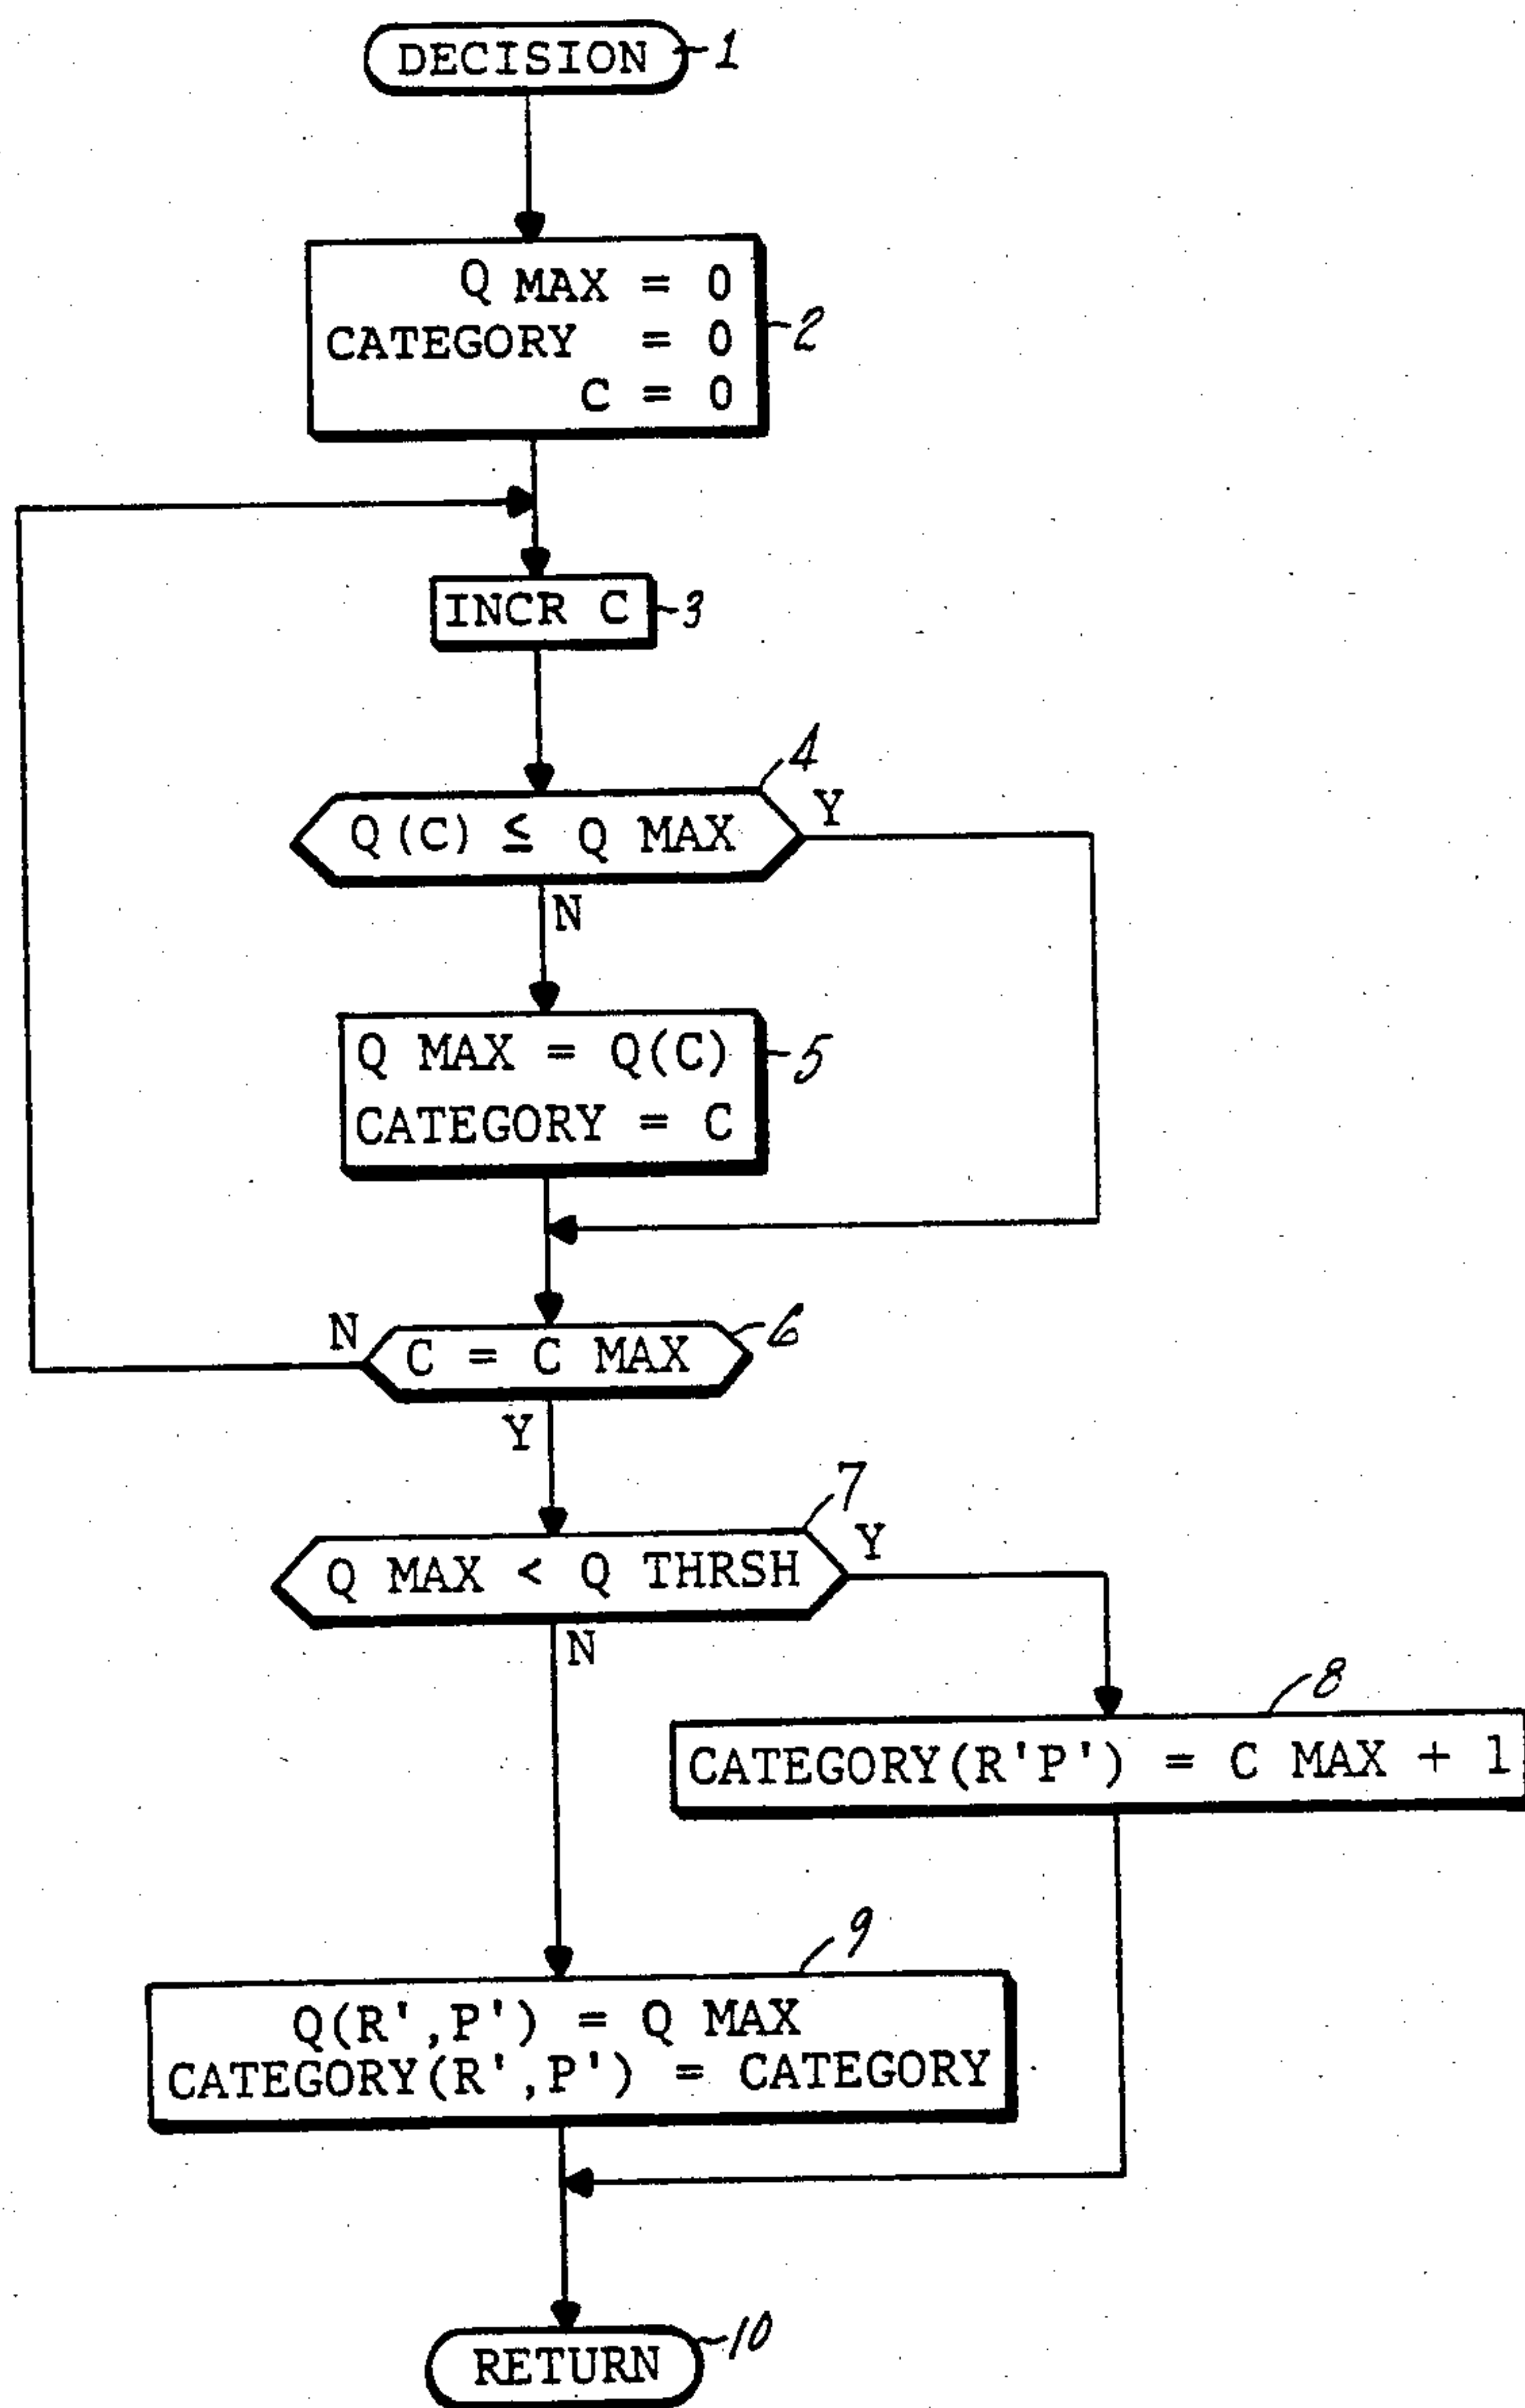 DECISION 1
Q MAX = 0
CATEGORY = 0 2
C = 0
INCR C 3
4
Q(C) ≤ Q MAX Y
N
Q MAX = Q(C) 5
CATEGORY = C
N C = C MAX 6
Y
7
Q MAX < Q THRSH Y
N
8
CATEGORY(R'P') = C MAX + 1
9
Q(R',P') = Q MAX
CATEGORY(R',P') = CATEGORY
RETURN 10